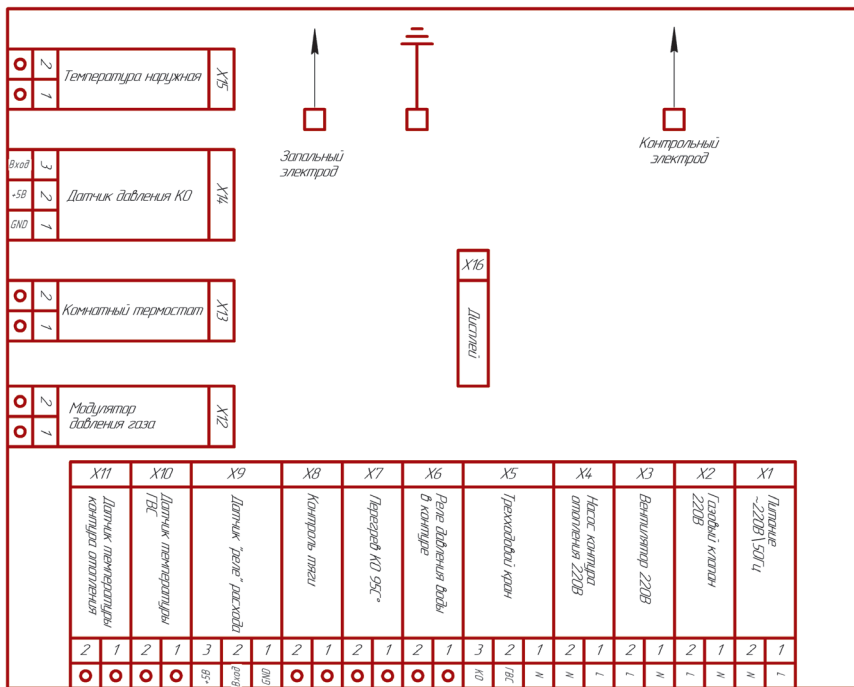 2
1
Температура наружная
X15
Запальный
электрод
Контрольный
электрод
Вход
3
+5В
2
GND
1
Датчик давления КО
X14
X16
Дисплей
2
1
Комнатный термостат
X13
2
1
Модулятор
давления газа
X12
X11 X10 X9 X8 X7 X6 X5 X4 X3 X2 X1
Датчик температуры
контура отопления
Датчик температуры
ГВС
Датчик "реле" расхода
Контроль тяги
Перегрев КО 95С°
Реле давления воды
в контуре
Трехходовой кран
Насос контура
отопления 220В
Вентилятор 220В
Газовый клапан
220В
Питание
~220В\50Гц
2 1 2 1 3 2 1 2 1 2 1 2 1 3 2 1 2 1 2 1 2 1 2 1
+5В вход GND КО ГВС N N L L N L N N L